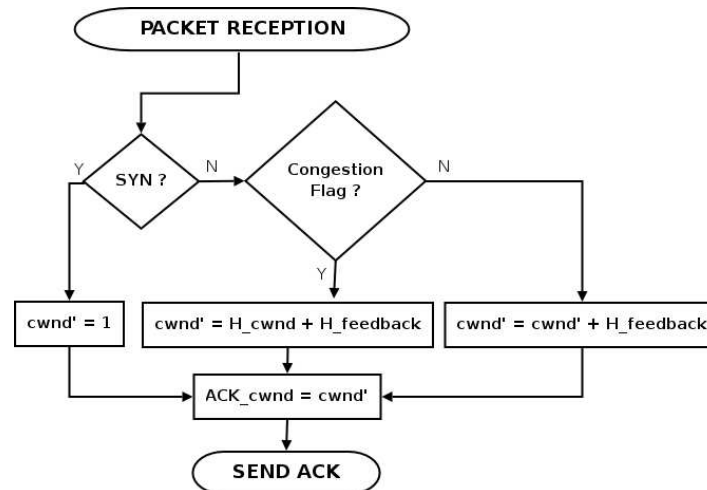 PACKET RECEPTION
Y
SYN ?
N
Congestion
Flag ?
N
Y
cwnd' = 1
cwnd' = H_cwnd + H_feedback
cwnd' = cwnd' + H_feedback
ACK_cwnd = cwnd'
SEND ACK